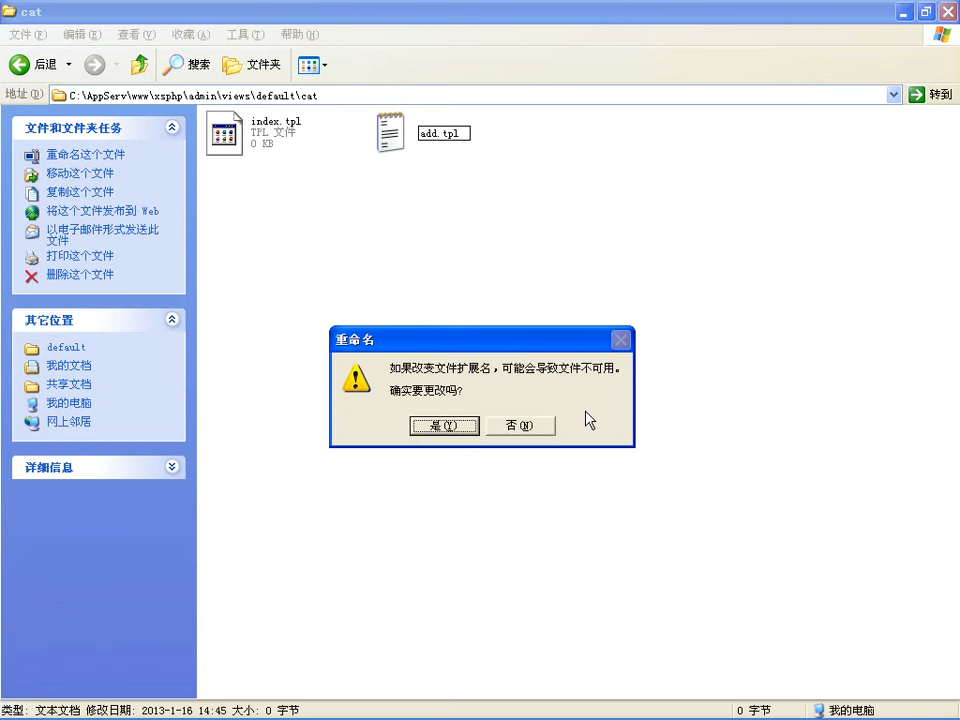 cat
文件(F) 编辑(E) 查看(V) 收藏(A) 工具(T) 帮助(H)
后退 搜索 文件夹
地址(D) C:\AppServ\www\xsphp\admin\views\default\cat 转到
文件和文件夹任务
重命名这个文件
移动这个文件
复制这个文件
将这个文件发布到 Web
以电子邮件形式发送此
文件
打印这个文件
删除这个文件
其它位置
default
我的文档
共享文档
我的电脑
网上邻居
详细信息
index.tpl
TPL 文件
0 KB
add.tpl
重命名
如果改变文件扩展名，可能会导致文件不可用。
确实要更改吗?
是(Y) 否(N)
类型: 文本文档 修改日期: 2013-1-16 14:45 大小: 0 字节 0 字节 我的电脑